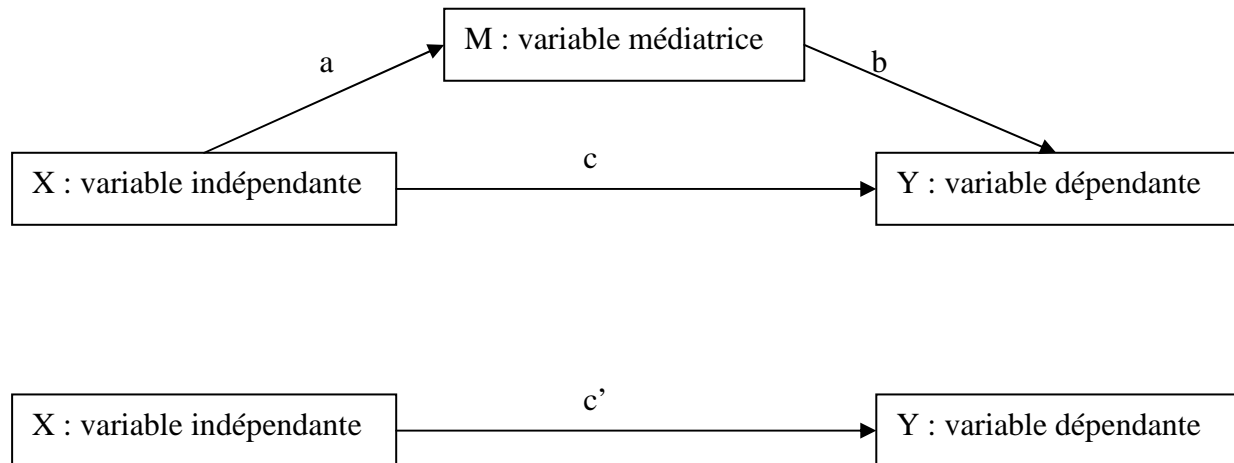 M : variable médiatrice
a
b
c
X : variable indépendante
Y : variable dépendante
c’
X : variable indépendante
Y : variable dépendante